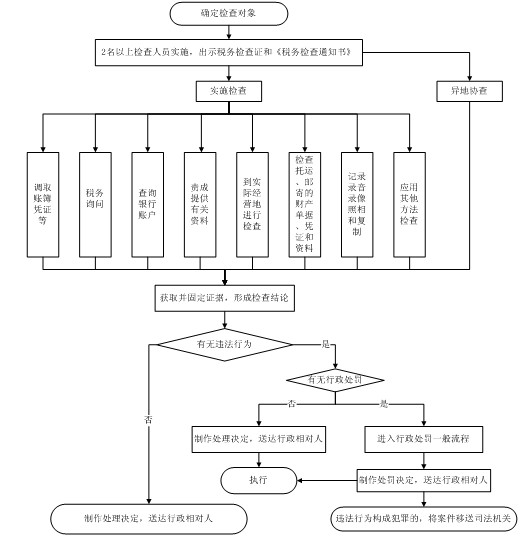 确定检查对象
2名以上检查人员实施，出示税务检查证和《税务检查通知书》
实施检查
异地协查
调取
账簿
凭证
等
税务
询问
查询
银行
账户
责成
提供
有关
资料
到实
际经
营地
进行
检查
检查
托运
、邮
寄的
财产
单据
、凭
证和
资料
记录
录音
录像
照相
和复
制
应用
其他
方法
检查
获取并固定证据，形成检查结论
有无违法行为
是
有无行政处罚
否
否
是
制作处理决定，送达行政相对人
进入行政处罚一般流程
执行
制作处罚决定，送达行政相对人
制作处理决定，送达行政相对人
违法行为构成犯罪的，将案件移送司法机关